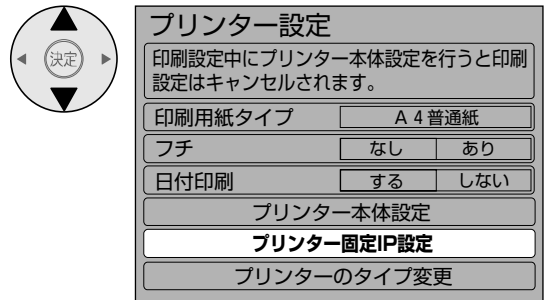 決定
プリンター設定
印刷設定中にプリンター本体設定を行うと印刷
設定はキャンセルされます。
印刷用紙タイプ A4普通紙
フチ なし あり
日付印刷 する しない
プリンター本体設定
プリンター固定IP設定
プリンターのタイプ変更